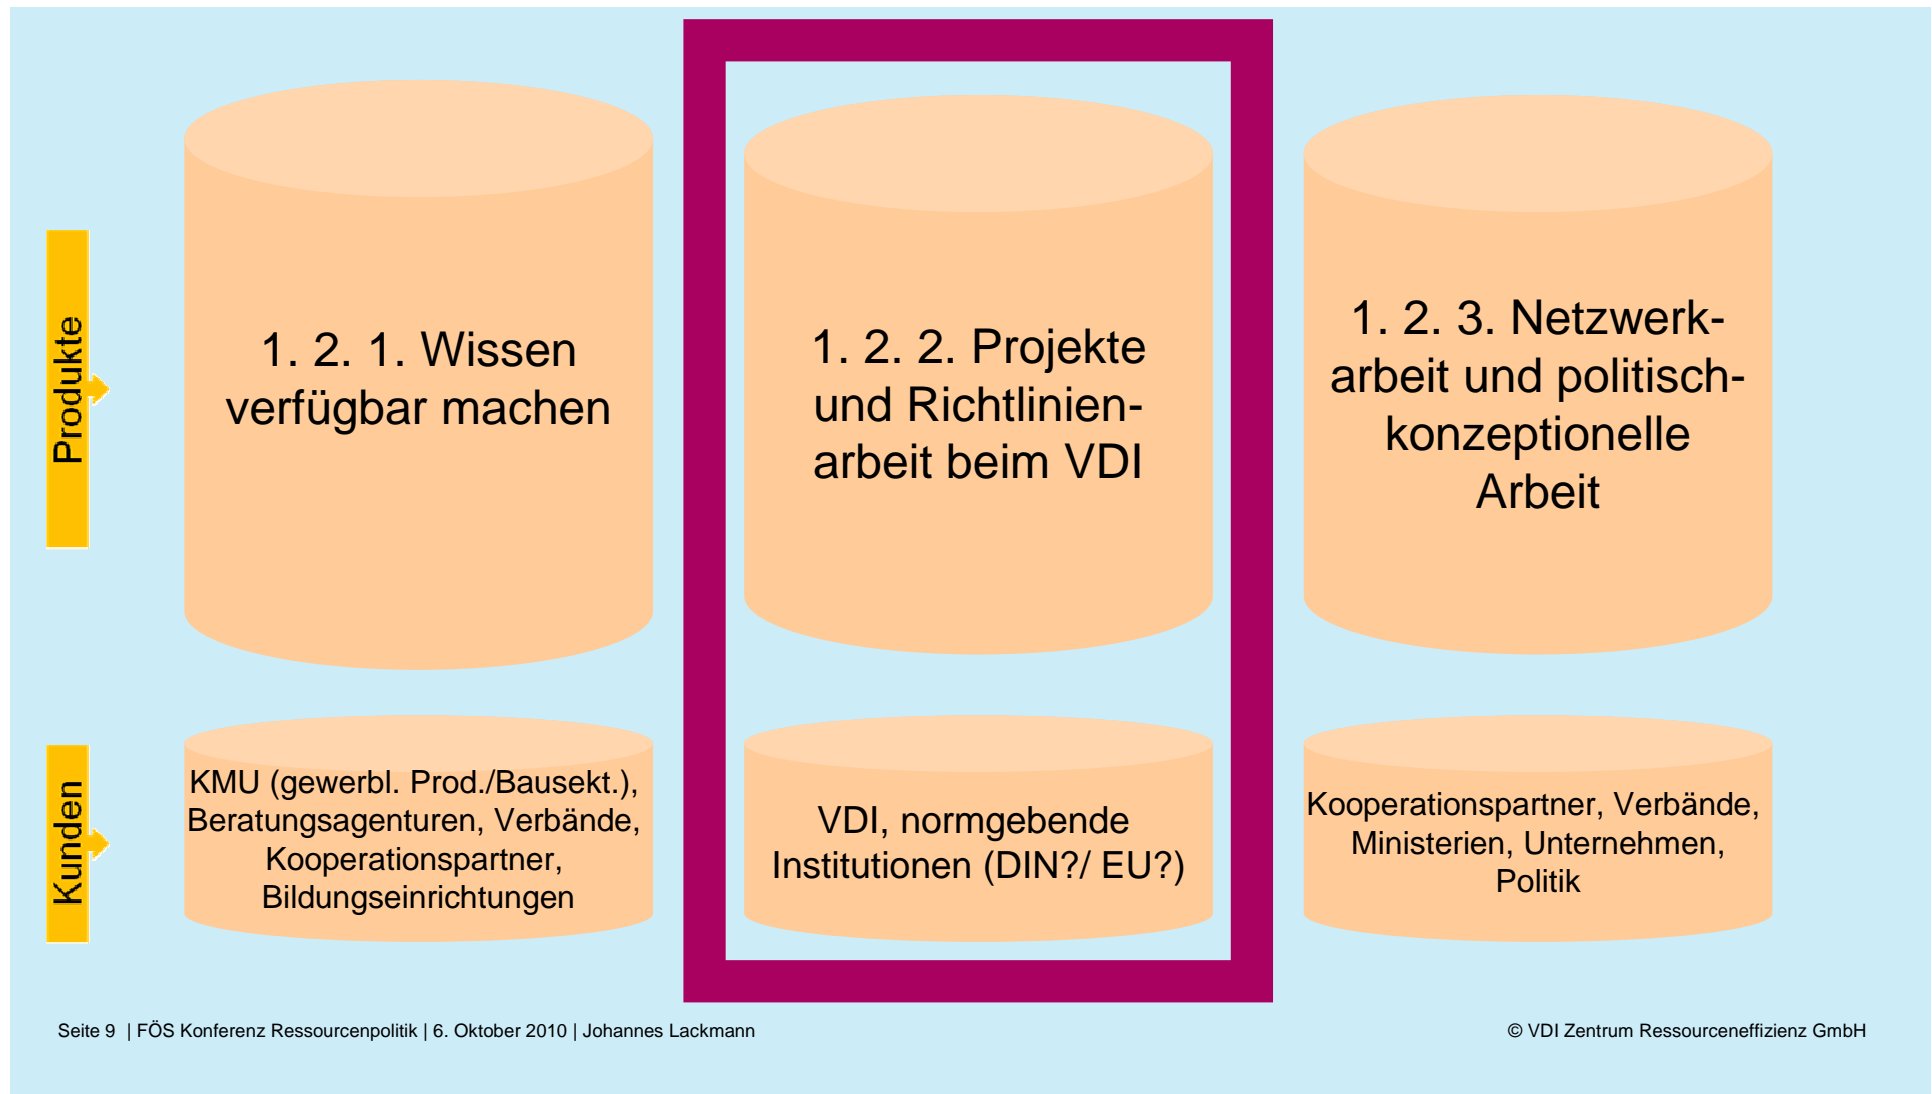 Produkte
1. 2. 1. Wissen
verfügbar machen
1. 2. 2. Projekte
und Richtlinien-
arbeit beim VDI
1. 2. 3. Netzwerk-
arbeit und politisch-
konzeptionelle
Arbeit
Kunden
KMU (gewerbl. Prod./Bausekt.),
Beratungsagenturen, Verbände,
Kooperationspartner,
Bildungseinrichtungen
VDI, normgebende
Institutionen (DIN?/ EU?)
Kooperationspartner, Verbände,
Ministerien, Unternehmen,
Politik
Seite 9 | FÖS Konferenz Ressourcenpolitik | 6. Oktober 2010 | Johannes Lackmann
© VDI Zentrum Ressourceneffizienz GmbH